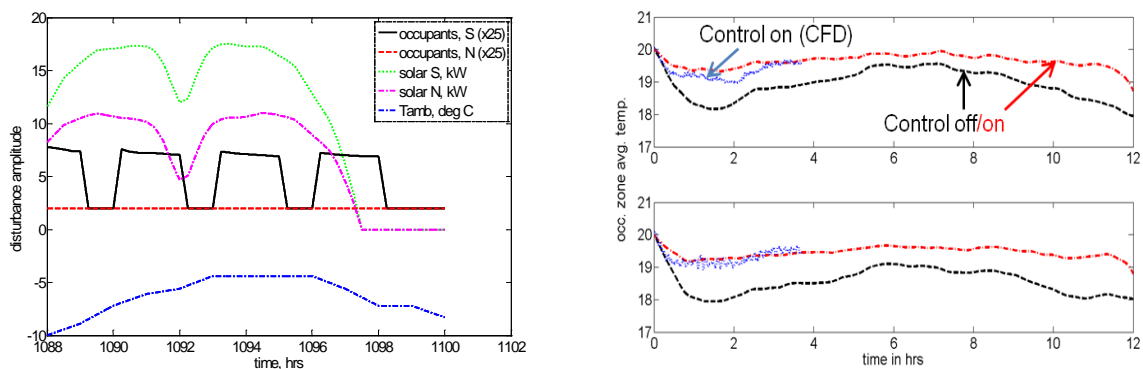 20
15
10
5
0
-5
-10
disturbance amplitude
occupants, S (x25)
occupants, N (x25)
solar S, kW
solar N, kW
Tamb, deg C
1088 1090 1092 1094 1096 1098 1100 1102
time, hrs
21
20
19
18
17
Control on (CFD)
Control off/on
0 2 4 6 8 10 12
occ. zone avg. temp.
21
20
19
18
17
0 2 4 6 8 10 12
time in hrs